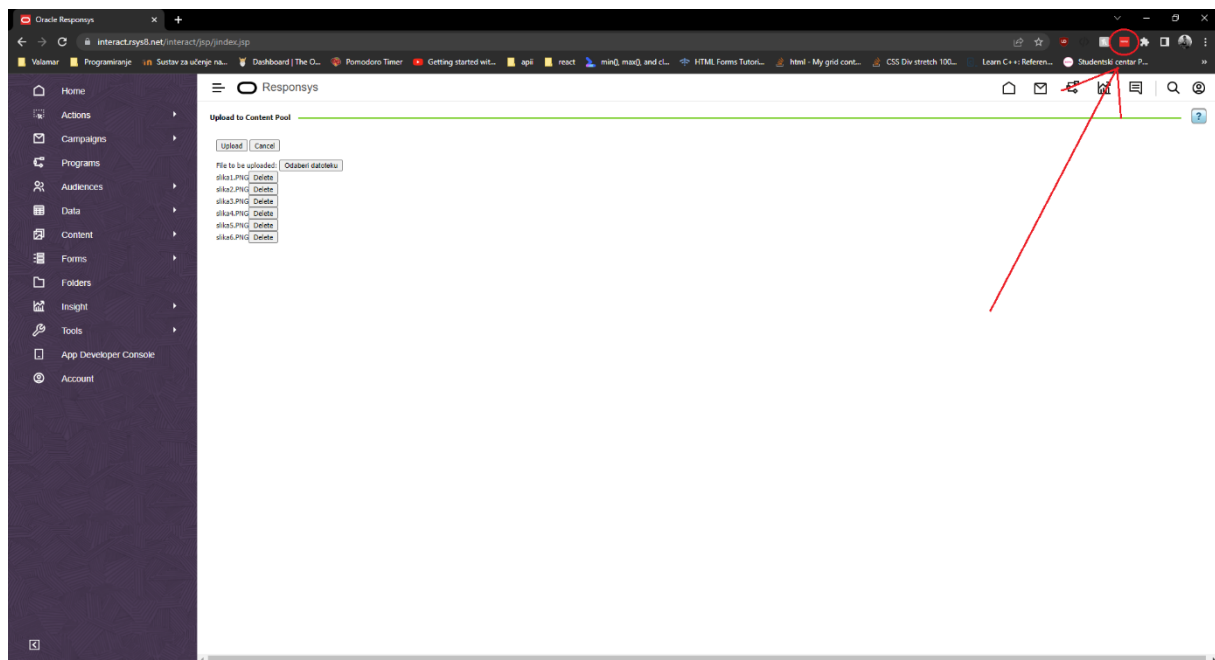 Oracle Responsys
interact.rsys8.net/interact/jsp/jindex.jsp
Valamar Programiranje Sustav za učenje na... Dashboard | The O... Pomodoro Timer Getting started wit... apii react min(), max(), and cl... HTML Forms Tutori... html - My grid cont... CSS Div stretch 100... Learn C++: Referen... Studentski centar P...
Home
Actions
Campaigns
Programs
Audiences
Data
Content
Forms
Folders
Insight
Tools
App Developer Console
Account
Responsys
Upload to Content Pool
Upload Cancel
File to be uploaded: Odaberi datoteku
slika1.PNG Delete
slika2.PNG Delete
slika3.PNG Delete
slika4.PNG Delete
slika5.PNG Delete
slika6.PNG Delete